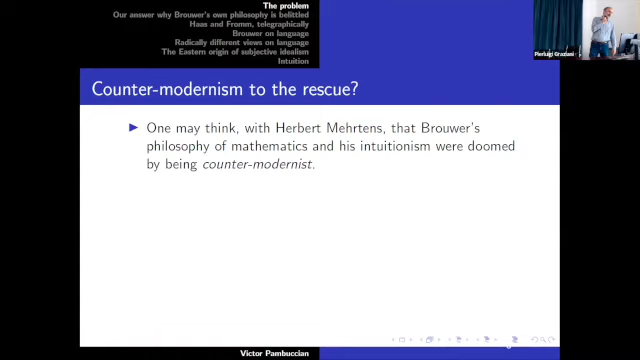 The problem
Our answer why Brouwer's own philosophy is belittled
Haas and Fromm, telegraphically
Brouwer on language
Radically different views on language
The Eastern origin of subjective idealism
Intuition
Pierluigi Graziani
Counter-modernism to the rescue?
One may think, with Herbert Mehrtens, that Brouwer's
philosophy of mathematics and his intuitionism were doomed
by being counter-modernist.
Victor Pambuccian